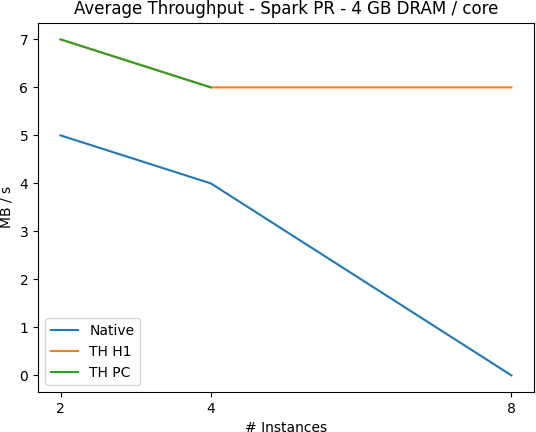 Average Throughput - Spark PR - 4 GB DRAM / core
MB / s
7
6
5
4
3
2
1
0
Native
TH H1
TH PC
2 4 8
# Instances